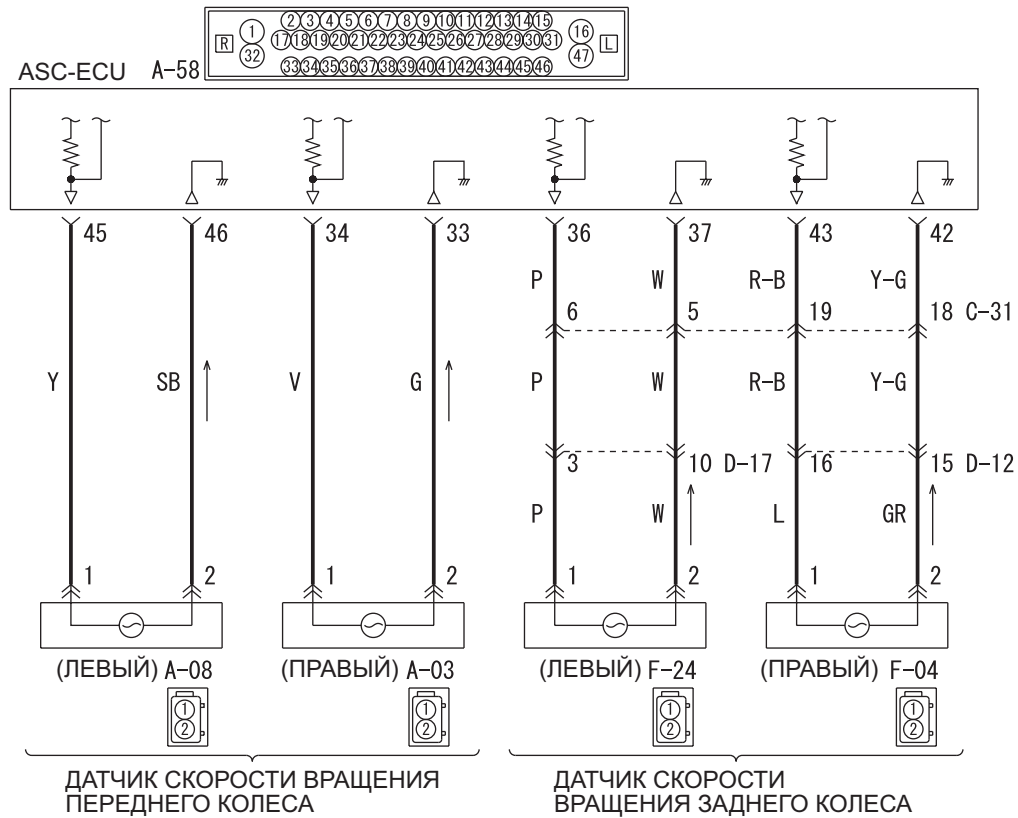 ② ③ ④ ⑤ ⑥ ⑦ ⑧ ⑨ ⑩ ⑪ ⑫ ⑬ ⑭ ⑮
R ① ⑯ L
⑰ ⑱ ⑲ ⑳ ㉑ ㉒ ㉓ ㉔ ㉕ ㉖ ㉗ ㉘ ㉙ ㉚ ㉛
㉜ ㊼
㉝ ㉞ ㉟ ㊱ ㊲ ㊳ ㊴ ㊵ ㊶ ㊷ ㊸ ㊹ ㊺ ㊻
ASC-ECU A-58
45 46 34 33 36 37 43 42
P W R-B Y-G
6 5 19 18 C-31
Y SB V G P W R-B Y-G
3 10 D-17 16 15 D-12
P W L GR
1 2 1 2 1 2 1 2
(ЛЕВЫЙ) A-08 (ПРАВЫЙ) A-03 (ЛЕВЫЙ) F-24 (ПРАВЫЙ) F-04
① ① ① ①
② ② ② ②
ДАТЧИК СКОРОСТИ ВРАЩЕНИЯ
ПЕРЕДНЕГО КОЛЕСА
ДАТЧИК СКОРОСТИ
ВРАЩЕНИЯ ЗАДНЕГО КОЛЕСА